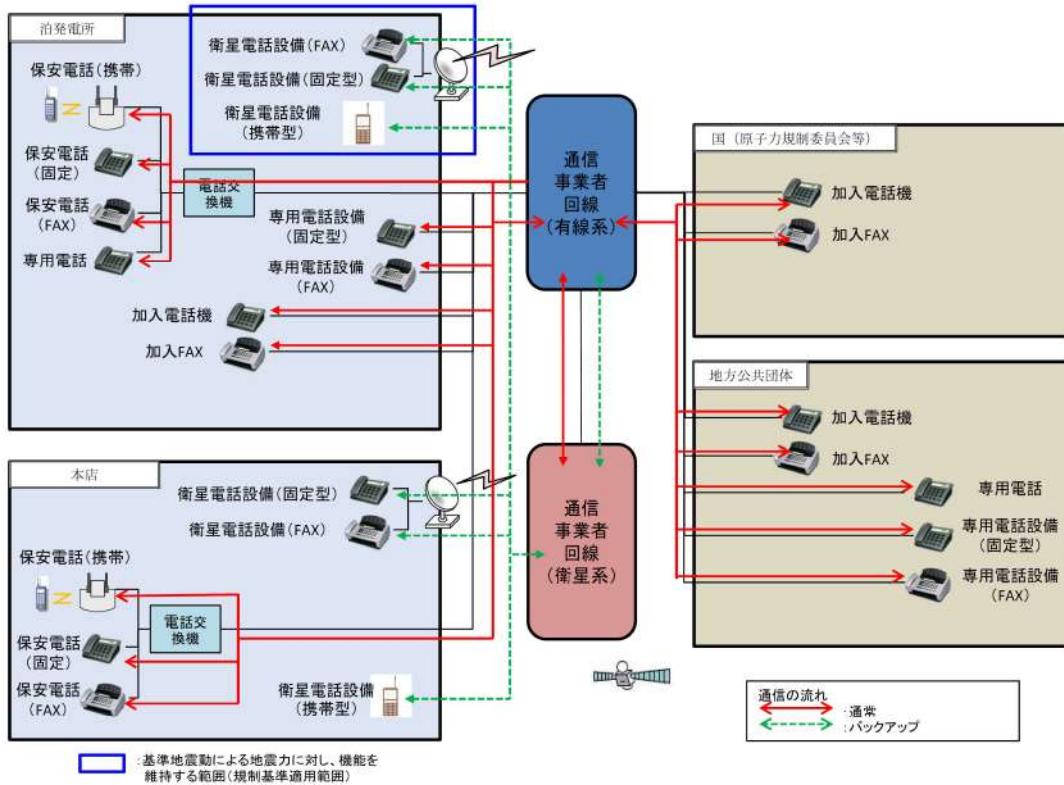 泊発電所
衛星電話設備(FAX)
衛星電話設備(固定型)
衛星電話設備
(携帯型)
保安電話(携帯)
保安電話
(固定)
保安電話
(FAX)
専用電話
電話交
換機
専用電話設備
(固定型)
専用電話設備
(FAX)
加入電話機
加入FAX
通信
事業者
回線
(有線系)
国（原子力規制委員会等）
加入電話機
加入FAX
地方公共団体
加入電話機
加入FAX
専用電話
専用電話設備
(固定型)
専用電話設備
(FAX)
本店
衛星電話設備(固定型)
衛星電話設備(FAX)
保安電話(携帯)
保安電話
(固定)
保安電話
(FAX)
電話交
換機
衛星電話設備
(携帯型)
通信
事業者
回線
(衛星系)
通信の流れ
:通常
:バックアップ
:基準地震動による地震力に対し、機能を
維持する範囲(規制基準適用範囲)